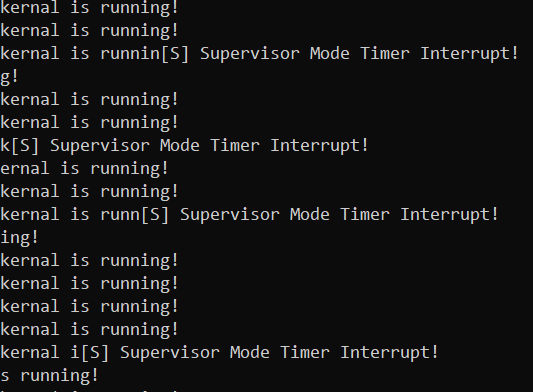 kernal is running!
kernal is running!
kernal is runnin[S] Supervisor Mode Timer Interrupt!
g!
kernal is running!
kernal is running!
k[S] Supervisor Mode Timer Interrupt!
ernal is running!
kernal is running!
kernal is runn[S] Supervisor Mode Timer Interrupt!
ing!
kernal is running!
kernal is running!
kernal is running!
kernal is running!
kernal i[S] Supervisor Mode Timer Interrupt!
s running!